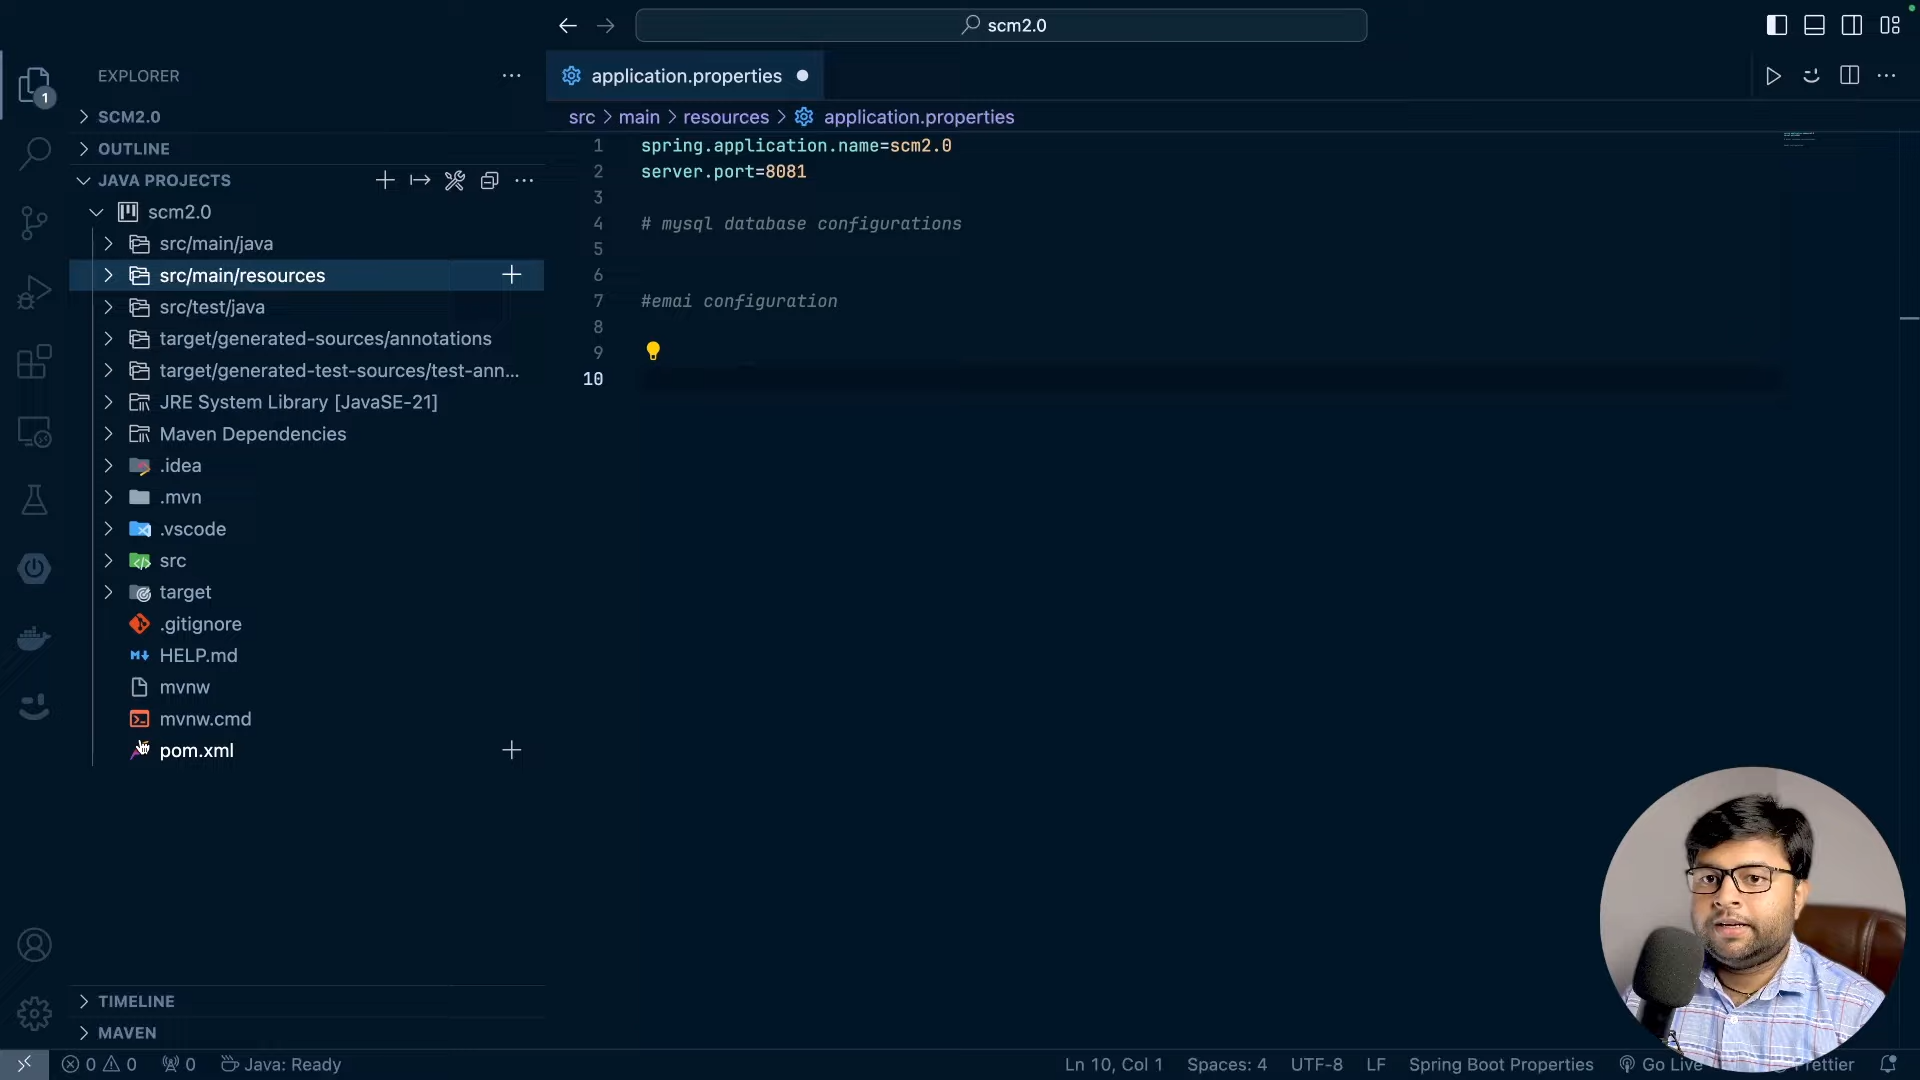 scm2.0
EXPLORER
1
SCM2.0
OUTLINE
JAVA PROJECTS
scm2.0
src/main/java
src/main/resources
src/test/java
target/generated-sources/annotations
target/generated-test-sources/test-ann...
JRE System Library [JavaSE-21]
Maven Dependencies
.idea
.mvn
.vscode
src
target
.gitignore
HELP.md
mvnw
mvnw.cmd
pom.xml
TIMELINE
MAVEN
application.properties
src > main > resources > application.properties
1 spring.application.name=scm2.0
2 server.port=8081
3
4 # mysql database configurations
5
6
7 #emai configuration
8
9
10
0 0 0 Java: Ready Ln 10, Col 1 Spaces: 4 UTF-8 LF Spring Boot Properties Go Live